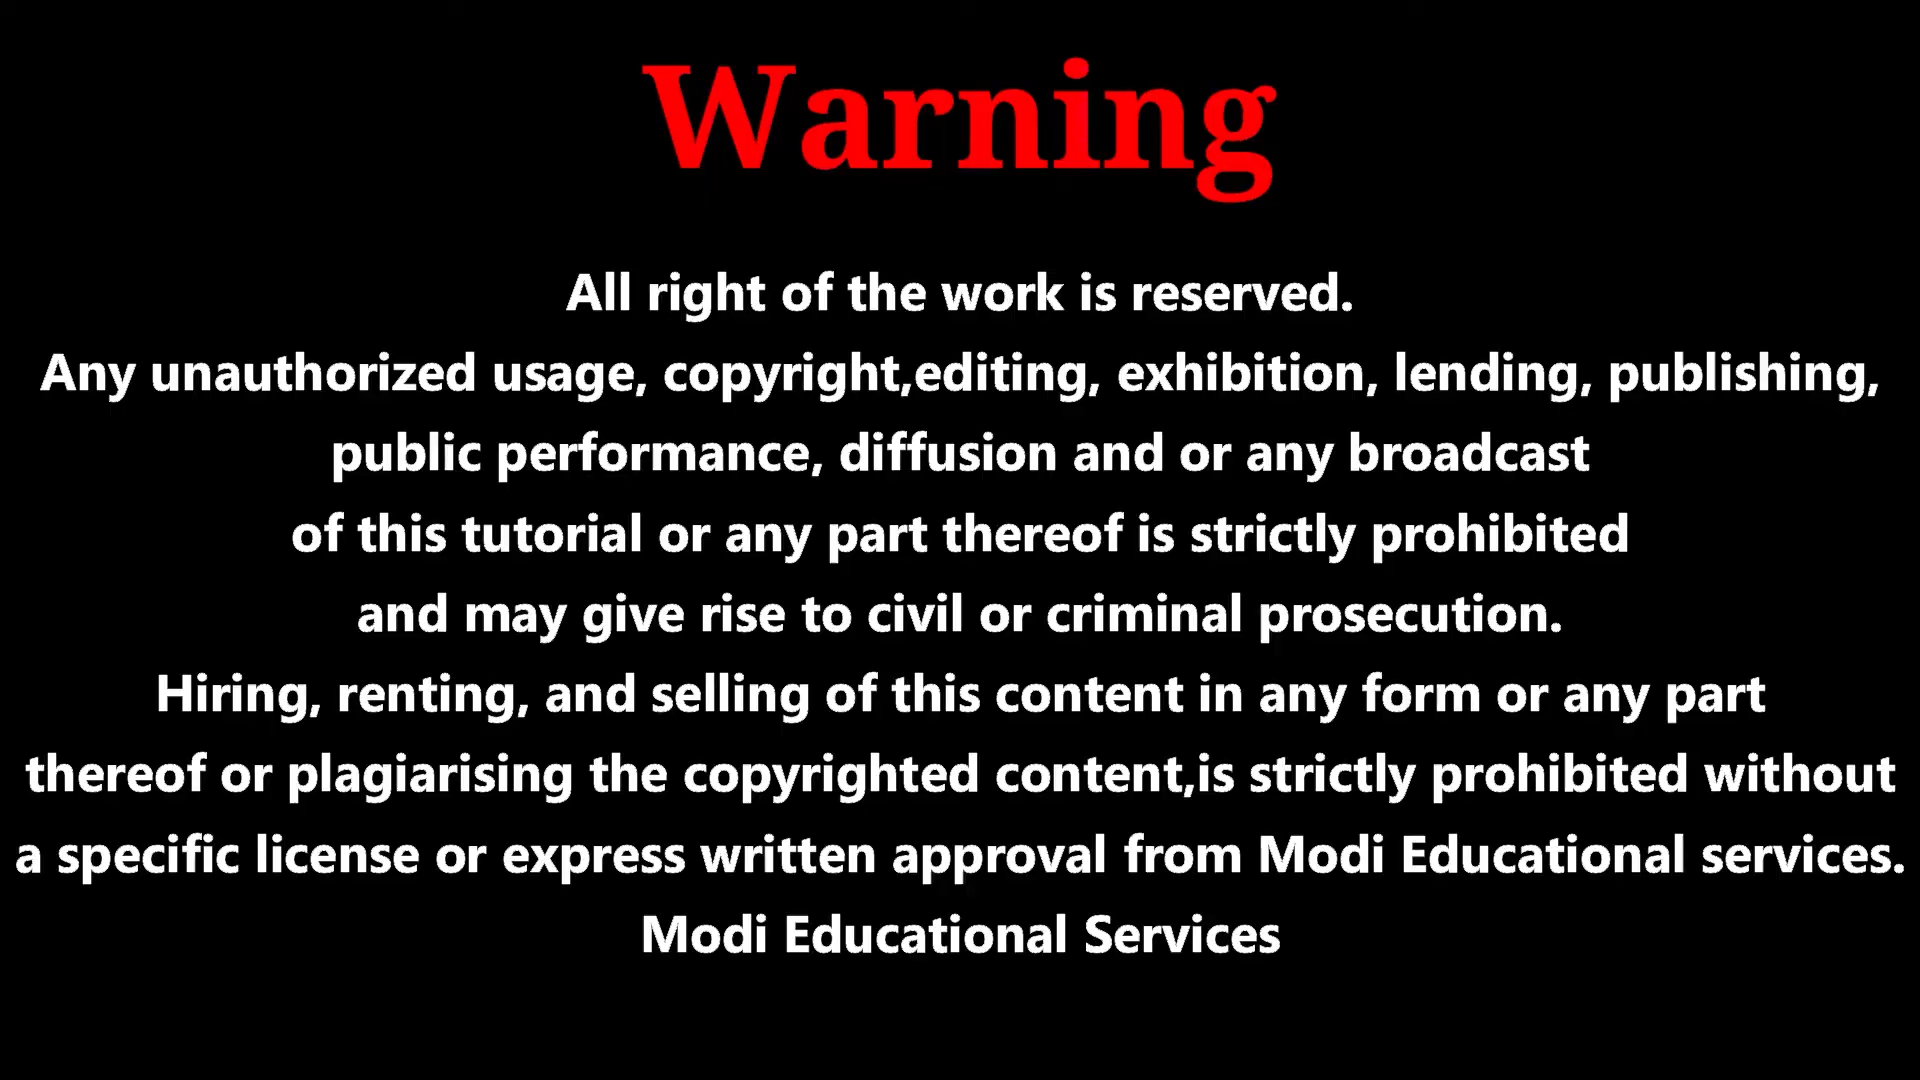 Warning
All right of the work is reserved.
Any unauthorized usage, copyright,editing, exhibition, lending, publishing,
public performance, diffusion and or any broadcast
of this tutorial or any part thereof is strictly prohibited
and may give rise to civil or criminal prosecution.
Hiring, renting, and selling of this content in any form or any part
thereof or plagiarising the copyrighted content,is strictly prohibited without
a specific license or express written approval from Modi Educational services.
Modi Educational Services